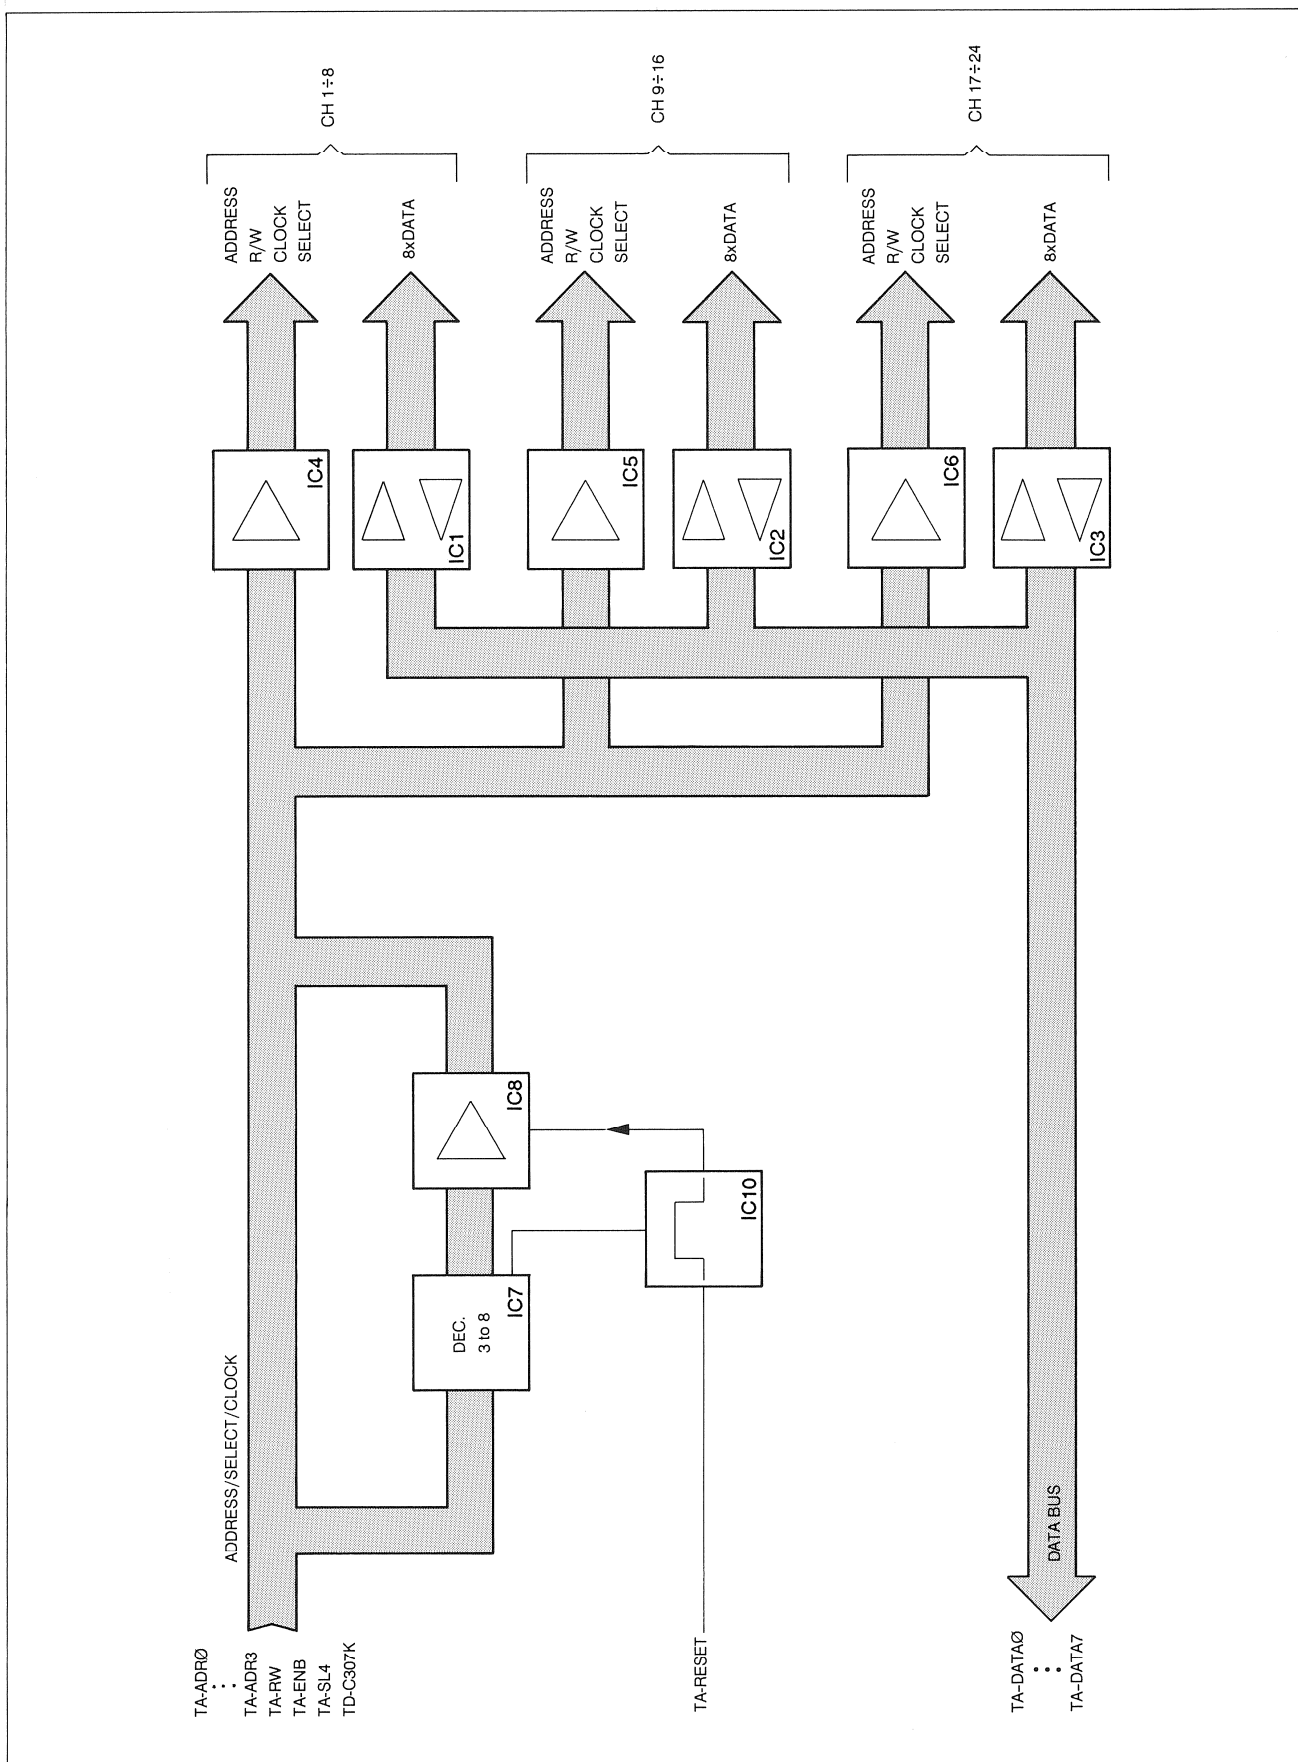 TA-ADRØ
:
TA-ADR3
TA-RW
TA-ENB
TA-SL4
TD-C307K
ADDRESS/SELECT/CLOCK
DEC.
3 to 8
IC7
IC8
TA-RESET
IC10
TA-DATAØ
:
TA-DATA7
DATA BUS
IC4
IC1
IC5
IC2
IC6
IC3
ADDRESS
R/W
CLOCK
SELECT
8xDATA
CH 1÷8
ADDRESS
R/W
CLOCK
SELECT
8xDATA
CH 9÷16
ADDRESS
R/W
CLOCK
SELECT
8xDATA
CH 17÷24